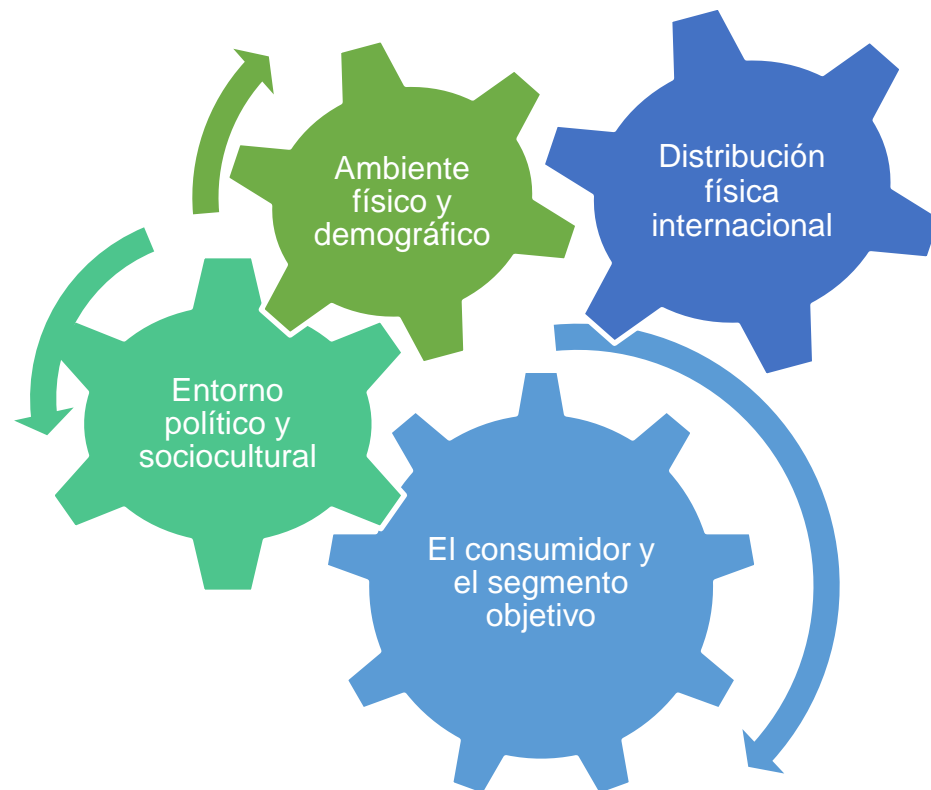 Ambiente
físico y
demográfico
Distribución
física
internacional
Entorno
político y
sociocultural
El consumidor y
el segmento
objetivo